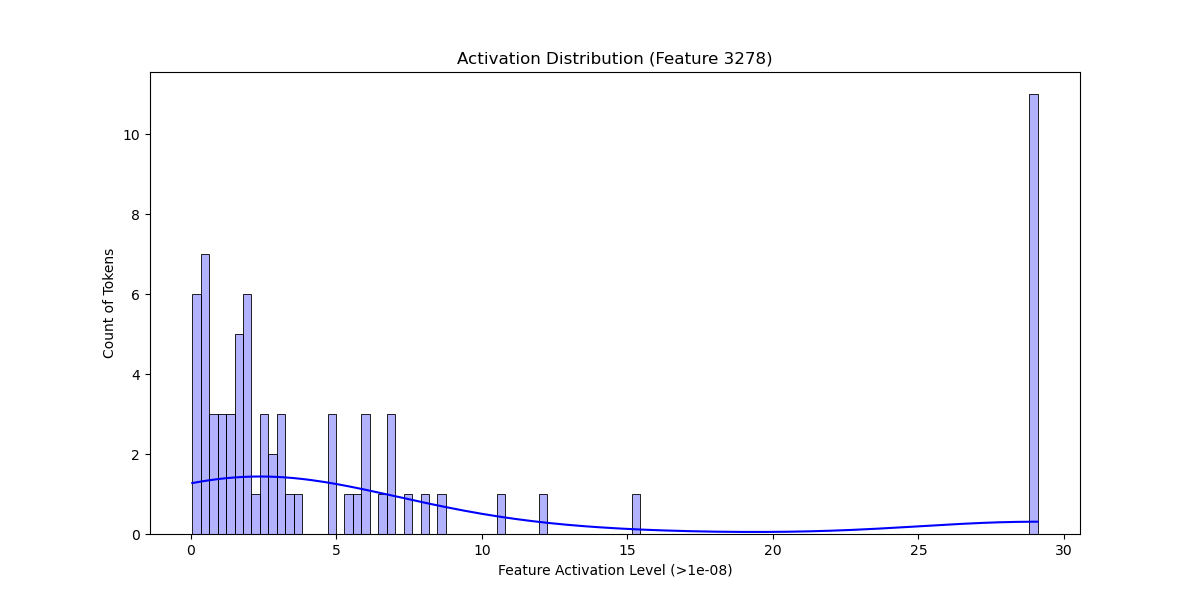 Activation Distribution (Feature 3278)
Count of Tokens
10
8
6
4
2
0
0 5 10 15 20 25 30
Feature Activation Level (>1e-08)